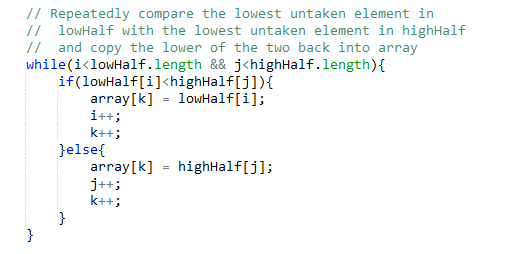 // Repeatedly compare the lowest untaken element in
//  lowHalf with the lowest untaken element in highHalf
//  and copy the lower of the two back into array
while(i<lowHalf.length && j<highHalf.length){
    if(lowHalf[i]<highHalf[j]){
        array[k] = lowHalf[i];
        i++;
        k++;
    }else{
        array[k] = highHalf[j];
        j++;
        k++;
    }
}